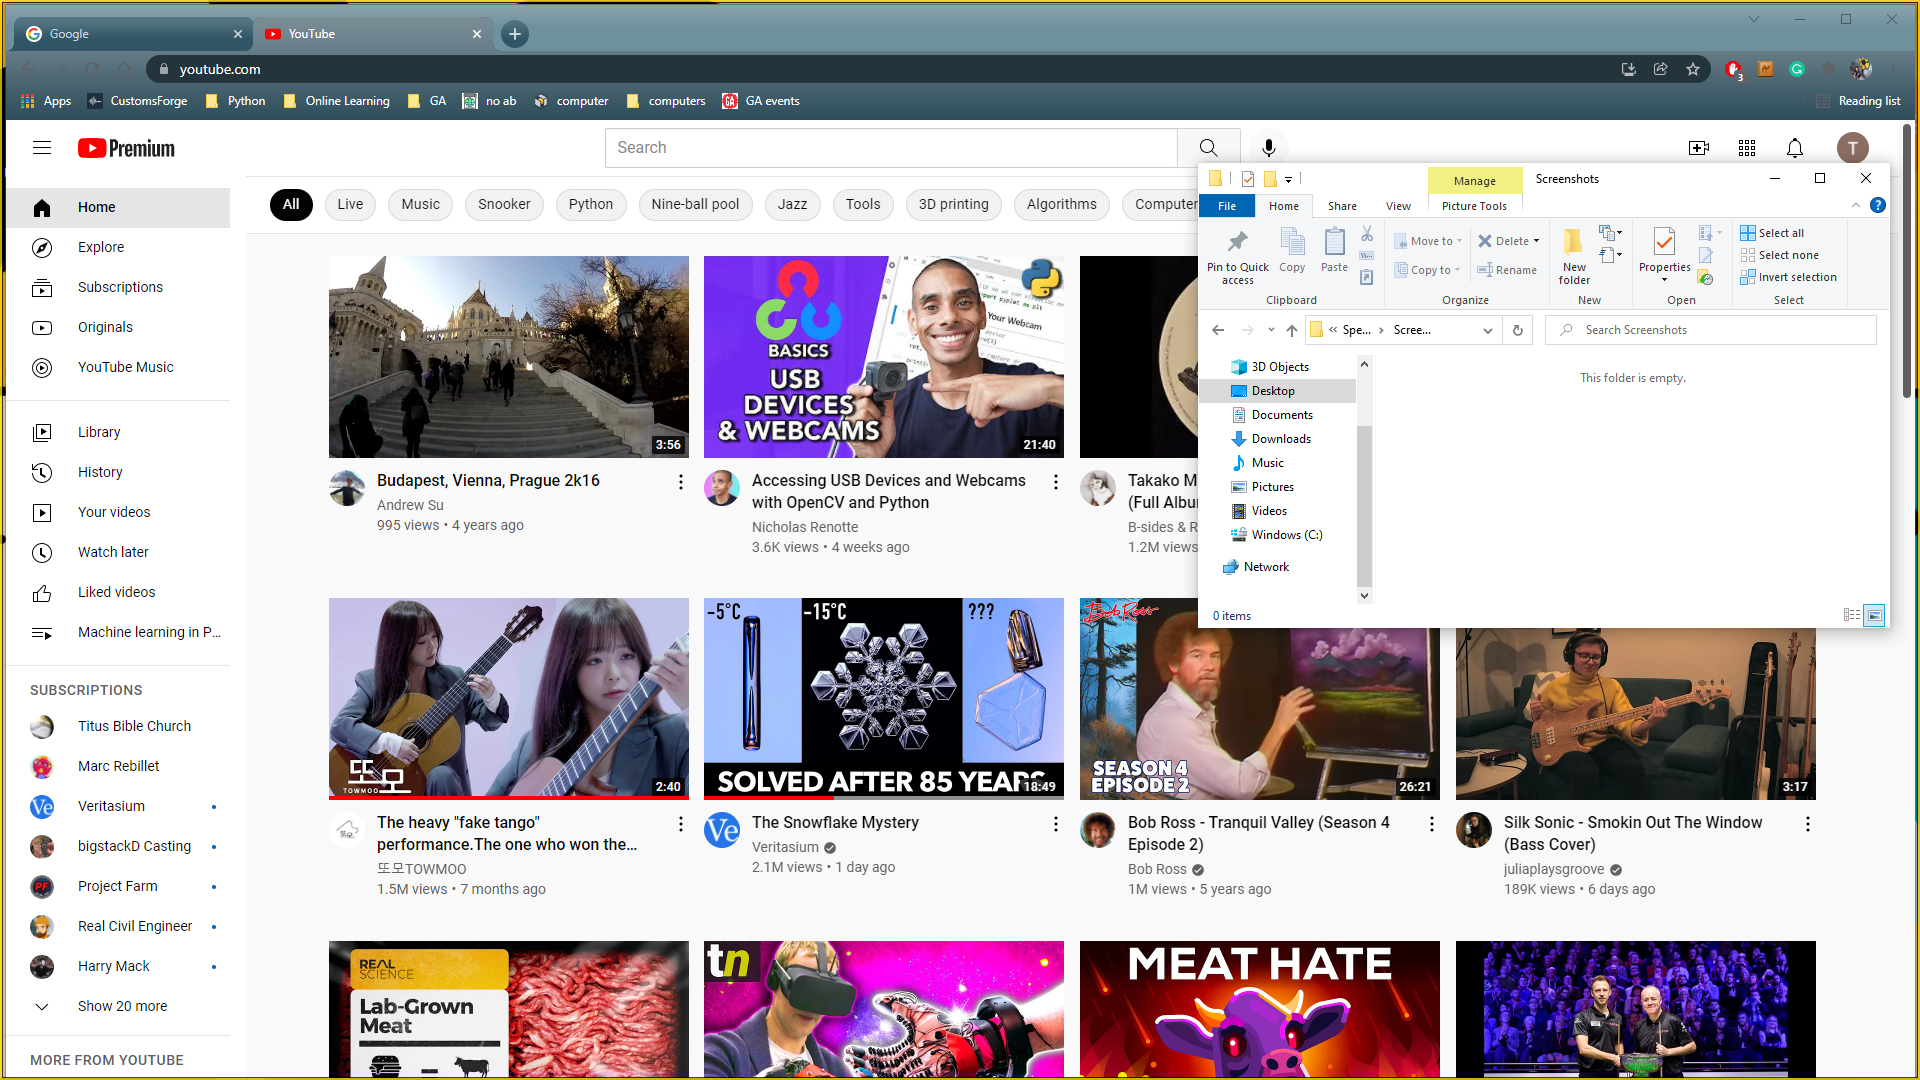 Google
YouTube
youtube.com
3
Apps
CustomsForge
Python
Online Learning
GA
no ab
computer
computers
GA events
Reading list
Premium
Search
T
Home
Explore
Subscriptions
Originals
YouTube Music
Library
History
Your videos
Watch later
Liked videos
Machine learning in P...
SUBSCRIPTIONS
Titus Bible Church
Marc Rebillet
Veritasium
bigstackD Casting
Project Farm
Real Civil Engineer
Harry Mack
Show 20 more
MORE FROM YOUTUBE
All
Live
Music
Snooker
Python
Nine-ball pool
Jazz
Tools
3D printing
Algorithms
Computer
3:56
Budapest, Vienna, Prague 2k16
Andrew Su
995 views • 4 years ago
BASICS
USB
DEVICES
& WEBCAMS
Your Webcam
21:40
Accessing USB Devices and Webcams
with OpenCV and Python
Nicholas Renotte
3.6K views • 4 weeks ago
Takako M
(Full Albu
B-sides & R
1.2M views
또모
TOWMOO
2:40
The heavy "fake tango"
performance.The one who won the...
또모TOWMOO
1.5M views • 7 months ago
-5°C
-15°C
???
SOLVED AFTER 85 YEARS
18:49
Ve
The Snowflake Mystery
Veritasium
2.1M views • 1 day ago
Bob Ross
SEASON 4
EPISODE 2
26:21
Bob Ross - Tranquil Valley (Season 4
Episode 2)
Bob Ross
1M views • 5 years ago
3:17
Silk Sonic - Smokin Out The Window
(Bass Cover)
juliaplaysgroove
189K views • 6 days ago
REAL
SCIENCE
Lab-Grown
Meat
tn
MEAT HATE
Manage
Screenshots
File
Home
Share
View
Picture Tools
Pin to Quick
access
Copy
Paste
Clipboard
Move to
Copy to
Delete
Rename
Organize
New
folder
New
Properties
Open
Select all
Select none
Invert selection
Select
« Spe... › Scree...
Search Screenshots
3D Objects
Desktop
Documents
Downloads
Music
Pictures
Videos
Windows (C:)
Network
This folder is empty.
0 items